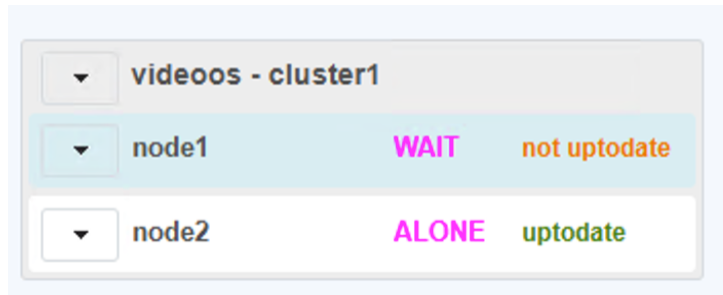 videoos - cluster1
node1 WAIT not uptodate
node2 ALONE uptodate